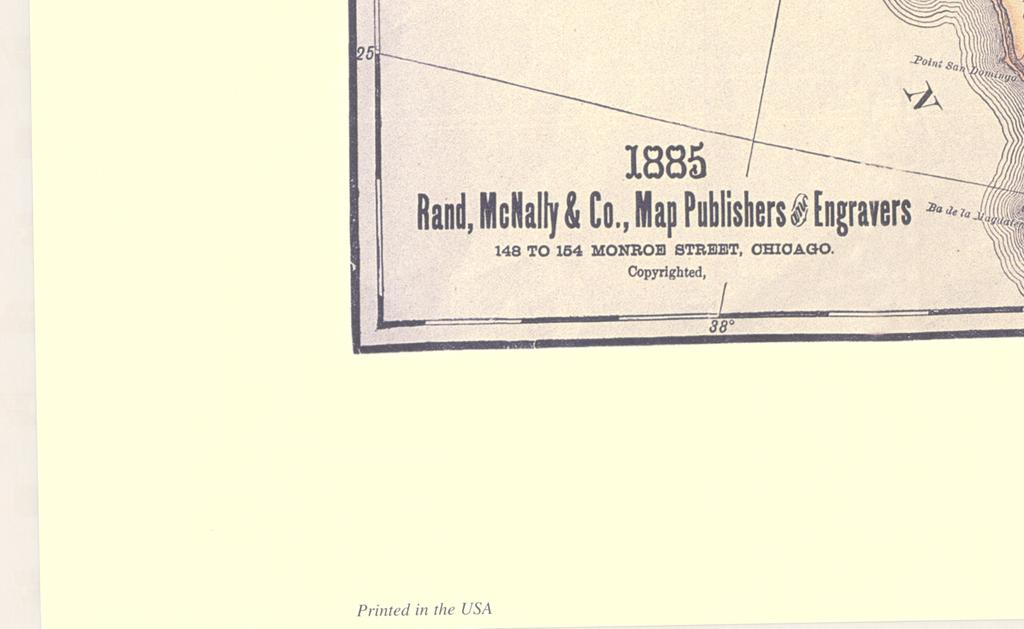 25
Point San Domingo
N
1885
Rand, McNally & Co., Map Publishers and Engravers
Ba de la Magdalena
148 TO 154 MONROE STREET, CHICAGO.
Copyrighted,
38°
Printed in the USA